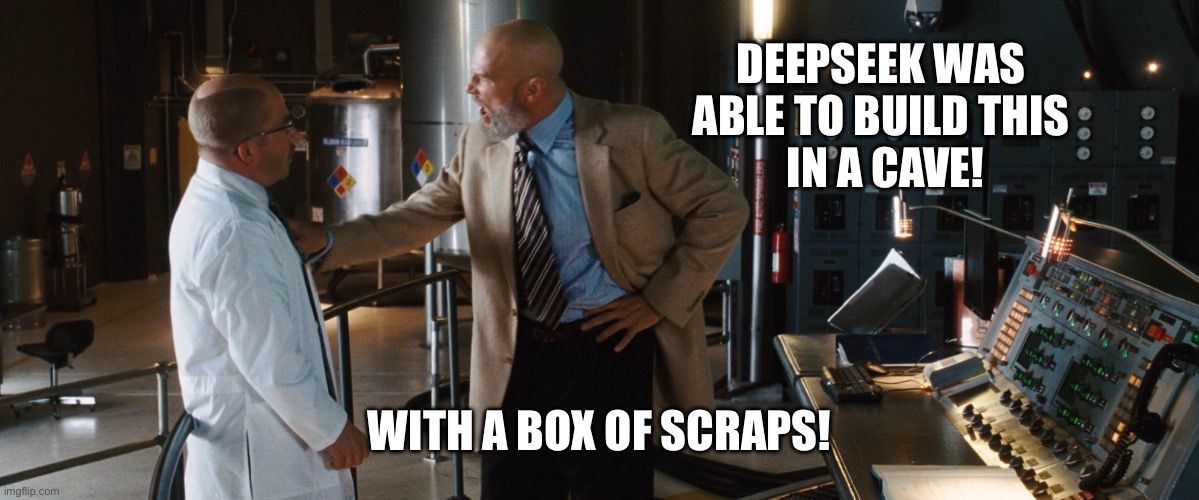 DEEPSEEK WAS
ABLE TO BUILD THIS
IN A CAVE!
WITH A BOX OF SCRAPS!
imgflip.com